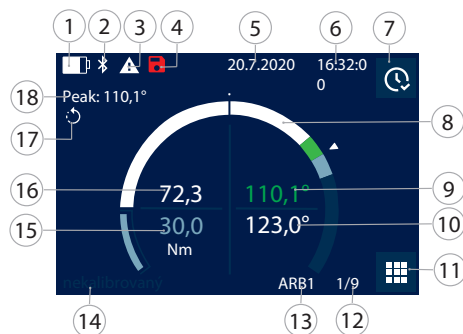 1 2 3 4 5 6 7
20.7.2020 16:32:0
0
18 Peak: 110,1°
17 8
16 72,3 110,1° 9
15 30,0 123,0° 10
Nm
11
nekalibrovaný ARB1 1/9
14 13 12